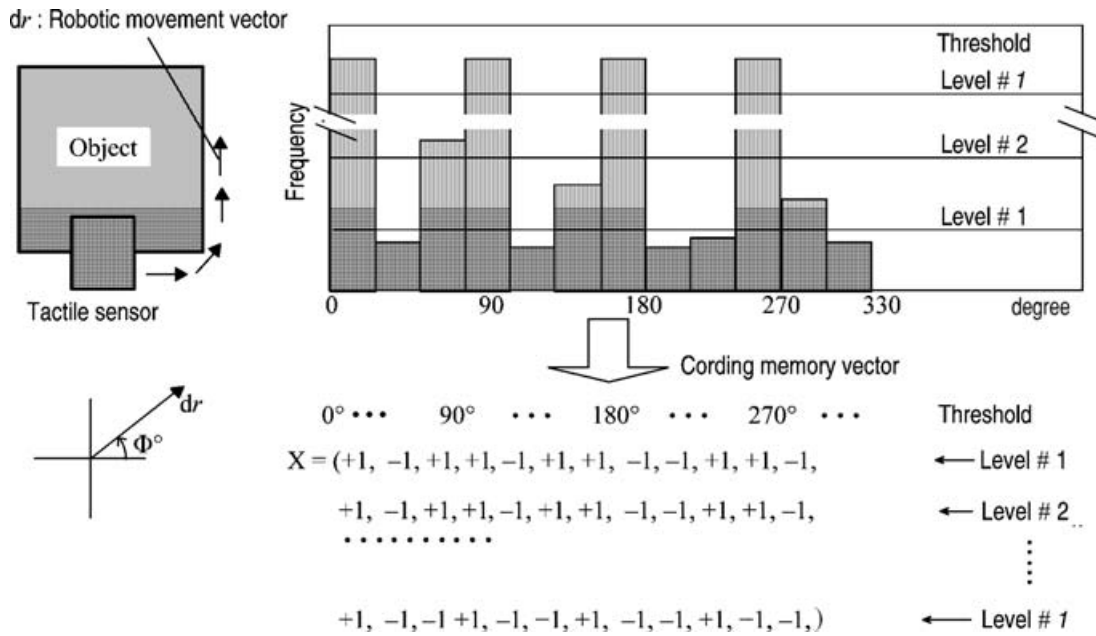 dr : Robotic movement vector
Object
Tactile sensor
Frequency
Threshold
Level # 1
Level # 2
Level # 1
0 90 180 270 330 degree
Cording memory vector
0° ••• 90° ••• 180° ••• 270° ••• Threshold
dr
Φ°
X = (+1, –1, +1, +1, –1, +1, +1, –1, –1, +1, +1, –1, Level # 1
+1, –1, +1, +1, –1, +1, +1, –1, –1, +1, +1, –1, Level # 2
••••••••••
+1, –1, –1 +1, –1, –1, +1, –1, –1, +1, –1, –1,) Level # 1